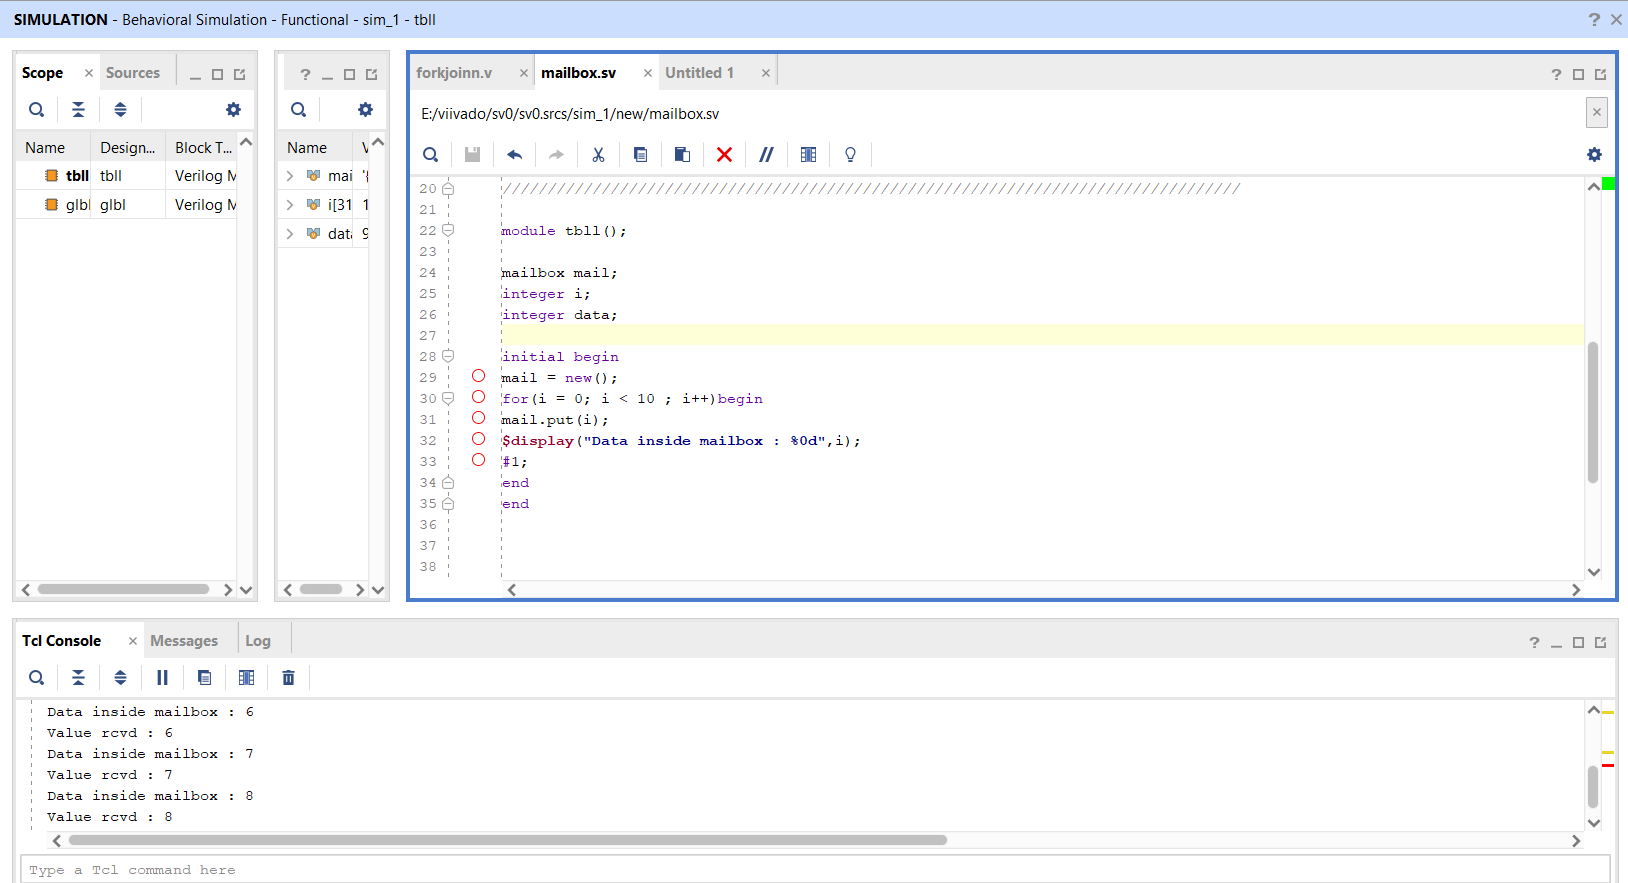 SIMULATION - Behavioral Simulation - Functional - sim_1 - tbll
? ×
Scope × Sources
Name Design... Block T...
tbll tbll Verilog M
glbl glbl Verilog M
?
Name V
mai '{
i[31 1
data 9
forkjoinn.v × mailbox.sv × Untitled 1 × ?
E:/viivado/sv0/sv0.srcs/sim_1/new/mailbox.sv
20 //////////////////////////////////////////////////////////////////////////////////
21
22 module tbll();
23
24 mailbox mail;
25 integer i;
26 integer data;
27
28 initial begin
29 mail = new();
30 for(i = 0; i < 10 ; i++)begin
31 mail.put(i);
32 $display("Data inside mailbox : %0d",i);
33 #1;
34 end
35 end
36
37
38
Tcl Console × Messages Log ?
Data inside mailbox : 6
Value rcvd : 6
Data inside mailbox : 7
Value rcvd : 7
Data inside mailbox : 8
Value rcvd : 8
Type a Tcl command here